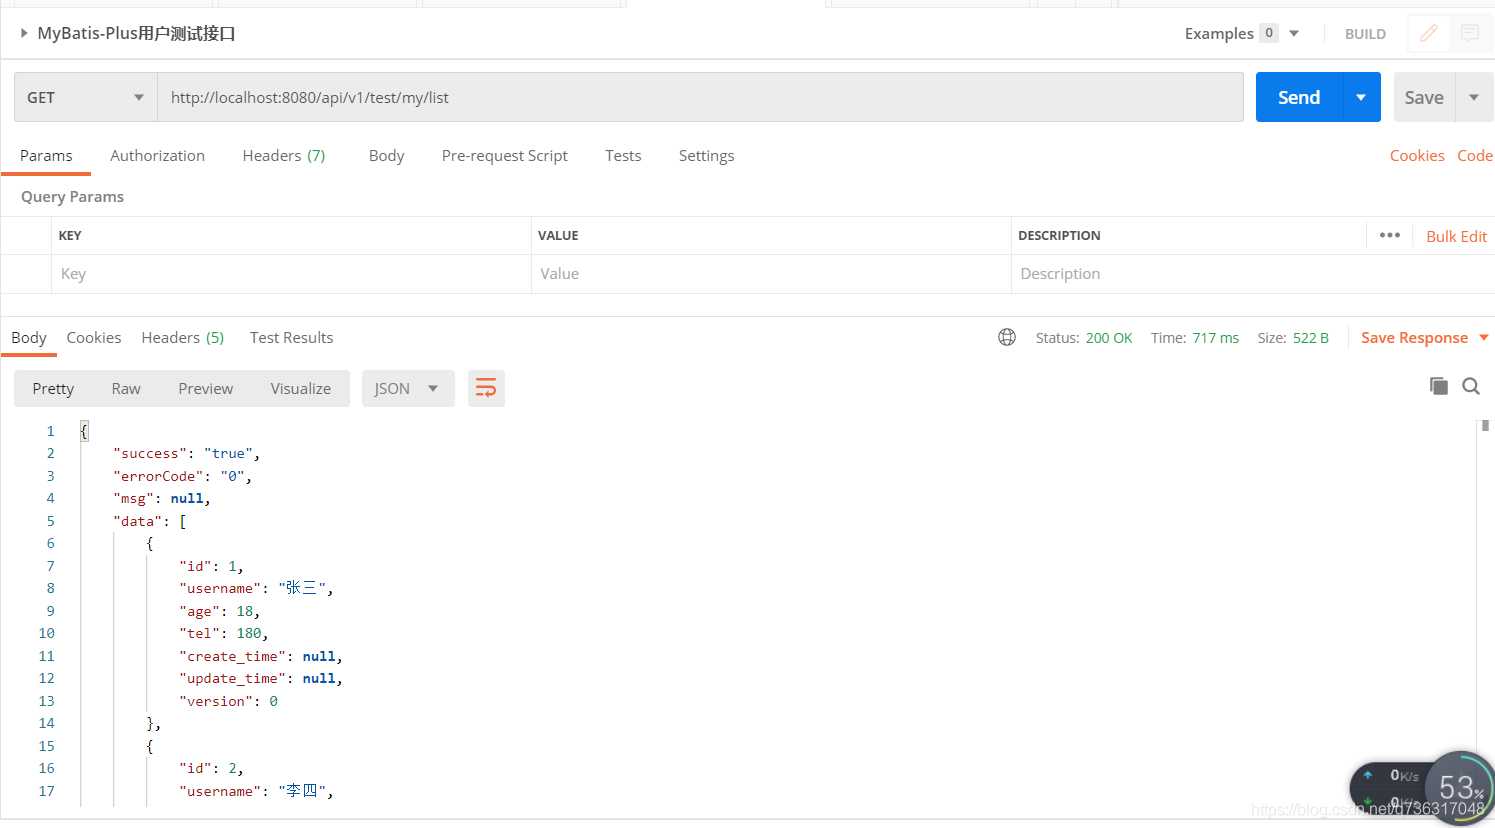 MyBatis-Plus用户测试接口 Examples 0 BUILD
GET http://localhost:8080/api/v1/test/my/list Send Save
Params Authorization Headers (7) Body Pre-request Script Tests Settings Cookies Code
Query Params
KEY VALUE DESCRIPTION ••• Bulk Edit
Key Value Description
Body Cookies Headers (5) Test Results Status: 200 OK Time: 717 ms Size: 522 B Save Response
Pretty Raw Preview Visualize JSON
1 {
2 "success": "true",
3 "errorCode": "0",
4 "msg": null,
5 "data": [
6 {
7 "id": 1,
8 "username": "张三",
9 "age": 18,
10 "tel": 180,
11 "create_time": null,
12 "update_time": null,
13 "version": 0
14 },
15 {
16 "id": 2,
17 "username": "李四",
0K/s
0K/s
53%
https://blog.csdn.net/q736317048